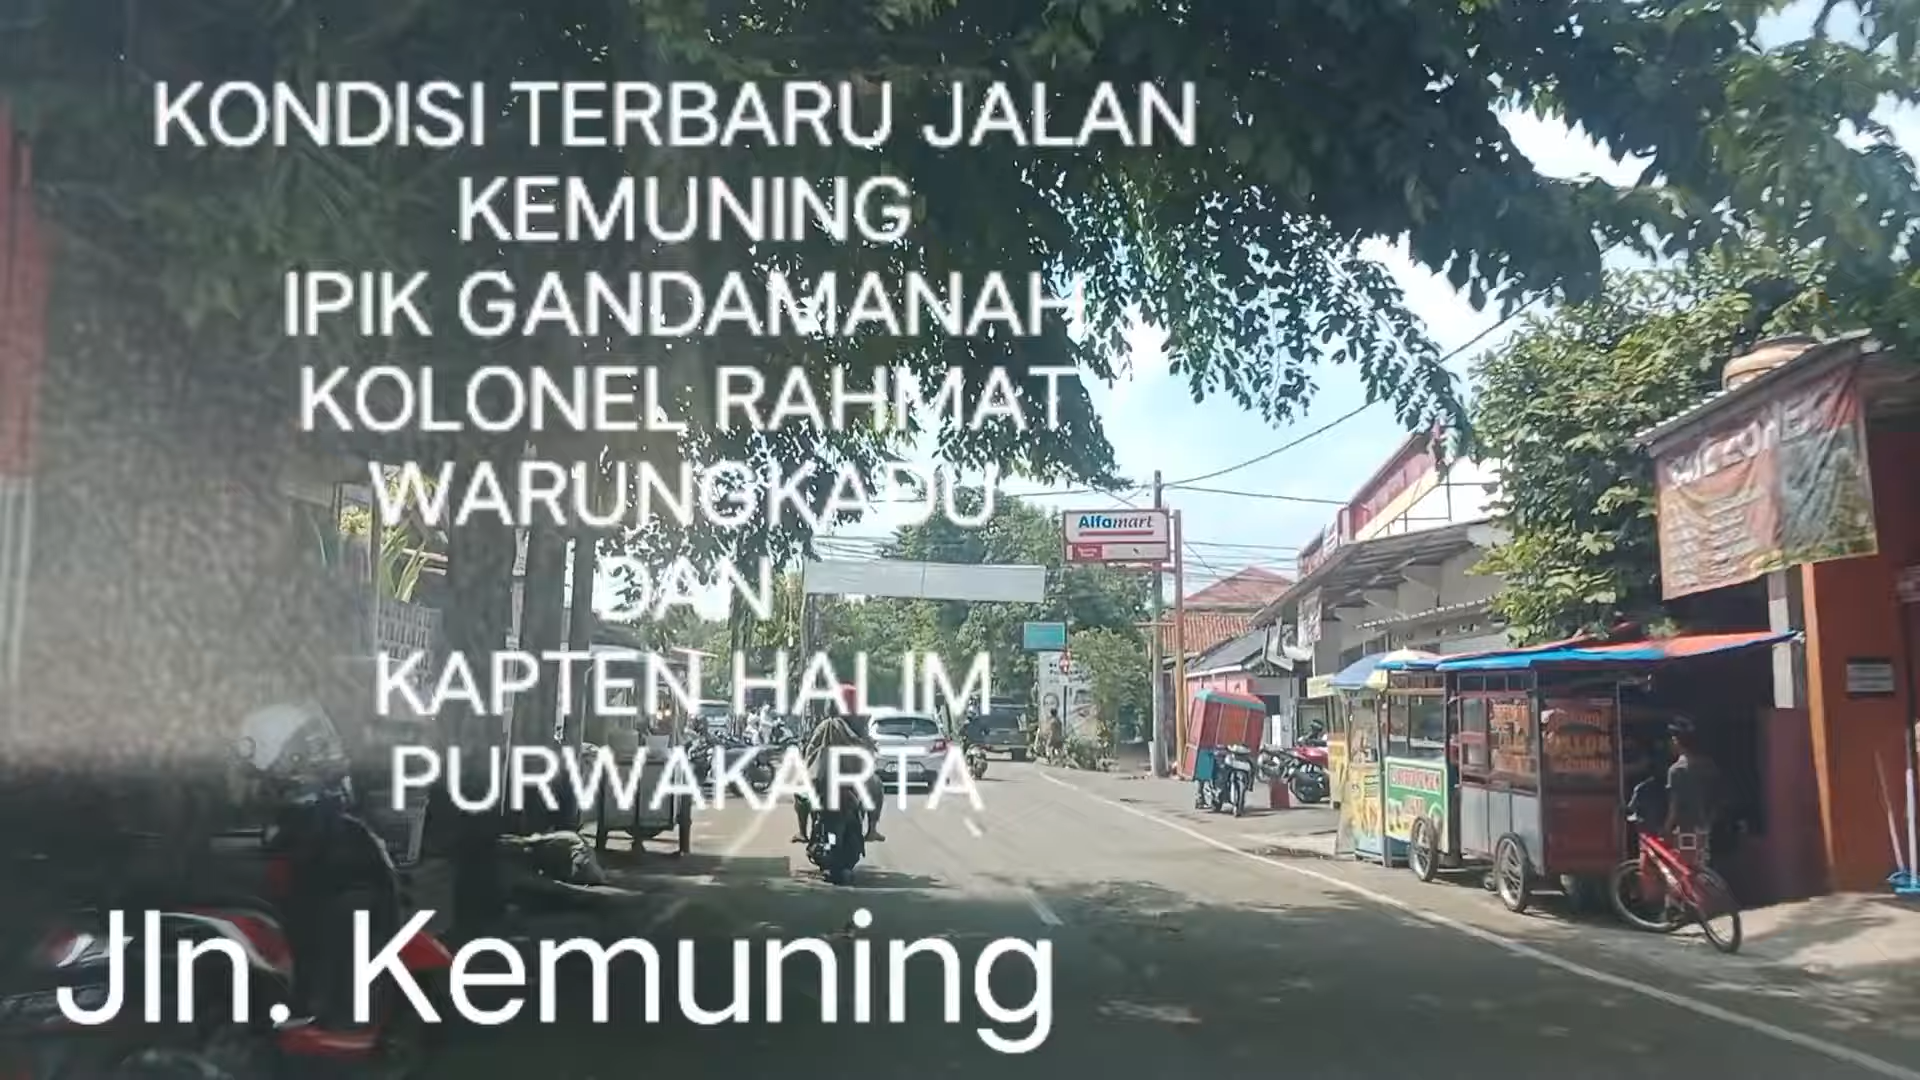 KONDISI TERBARU JALAN
KEMUNING
IPIK GANDAMANAH
KOLONEL RAHMAT
WARUNGKADU
DAN
KAPTEN HALIM
PURWAKARTA
Alfamart
Jln. Kemuning